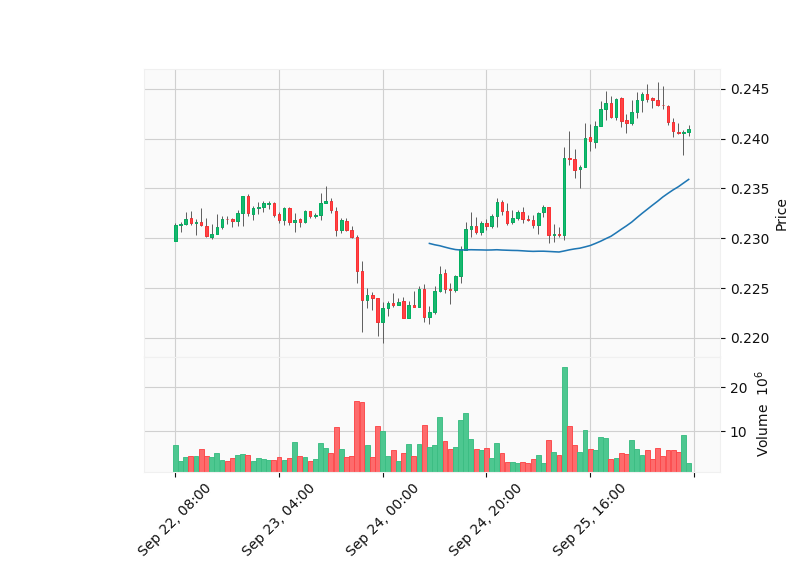 0.245
0.240
0.235
0.230
0.225
0.220
Price
20
10
Volume 10^6
Sep 22, 08:00
Sep 23, 04:00
Sep 24, 00:00
Sep 24, 20:00
Sep 25, 16:00